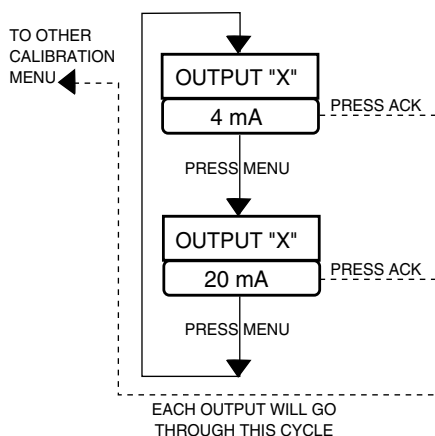 TO OTHER
CALIBRATION
MENU
OUTPUT "X"
4 mA
PRESS ACK
PRESS MENU
OUTPUT "X"
20 mA
PRESS ACK
PRESS MENU
EACH OUTPUT WILL GO
THROUGH THIS CYCLE